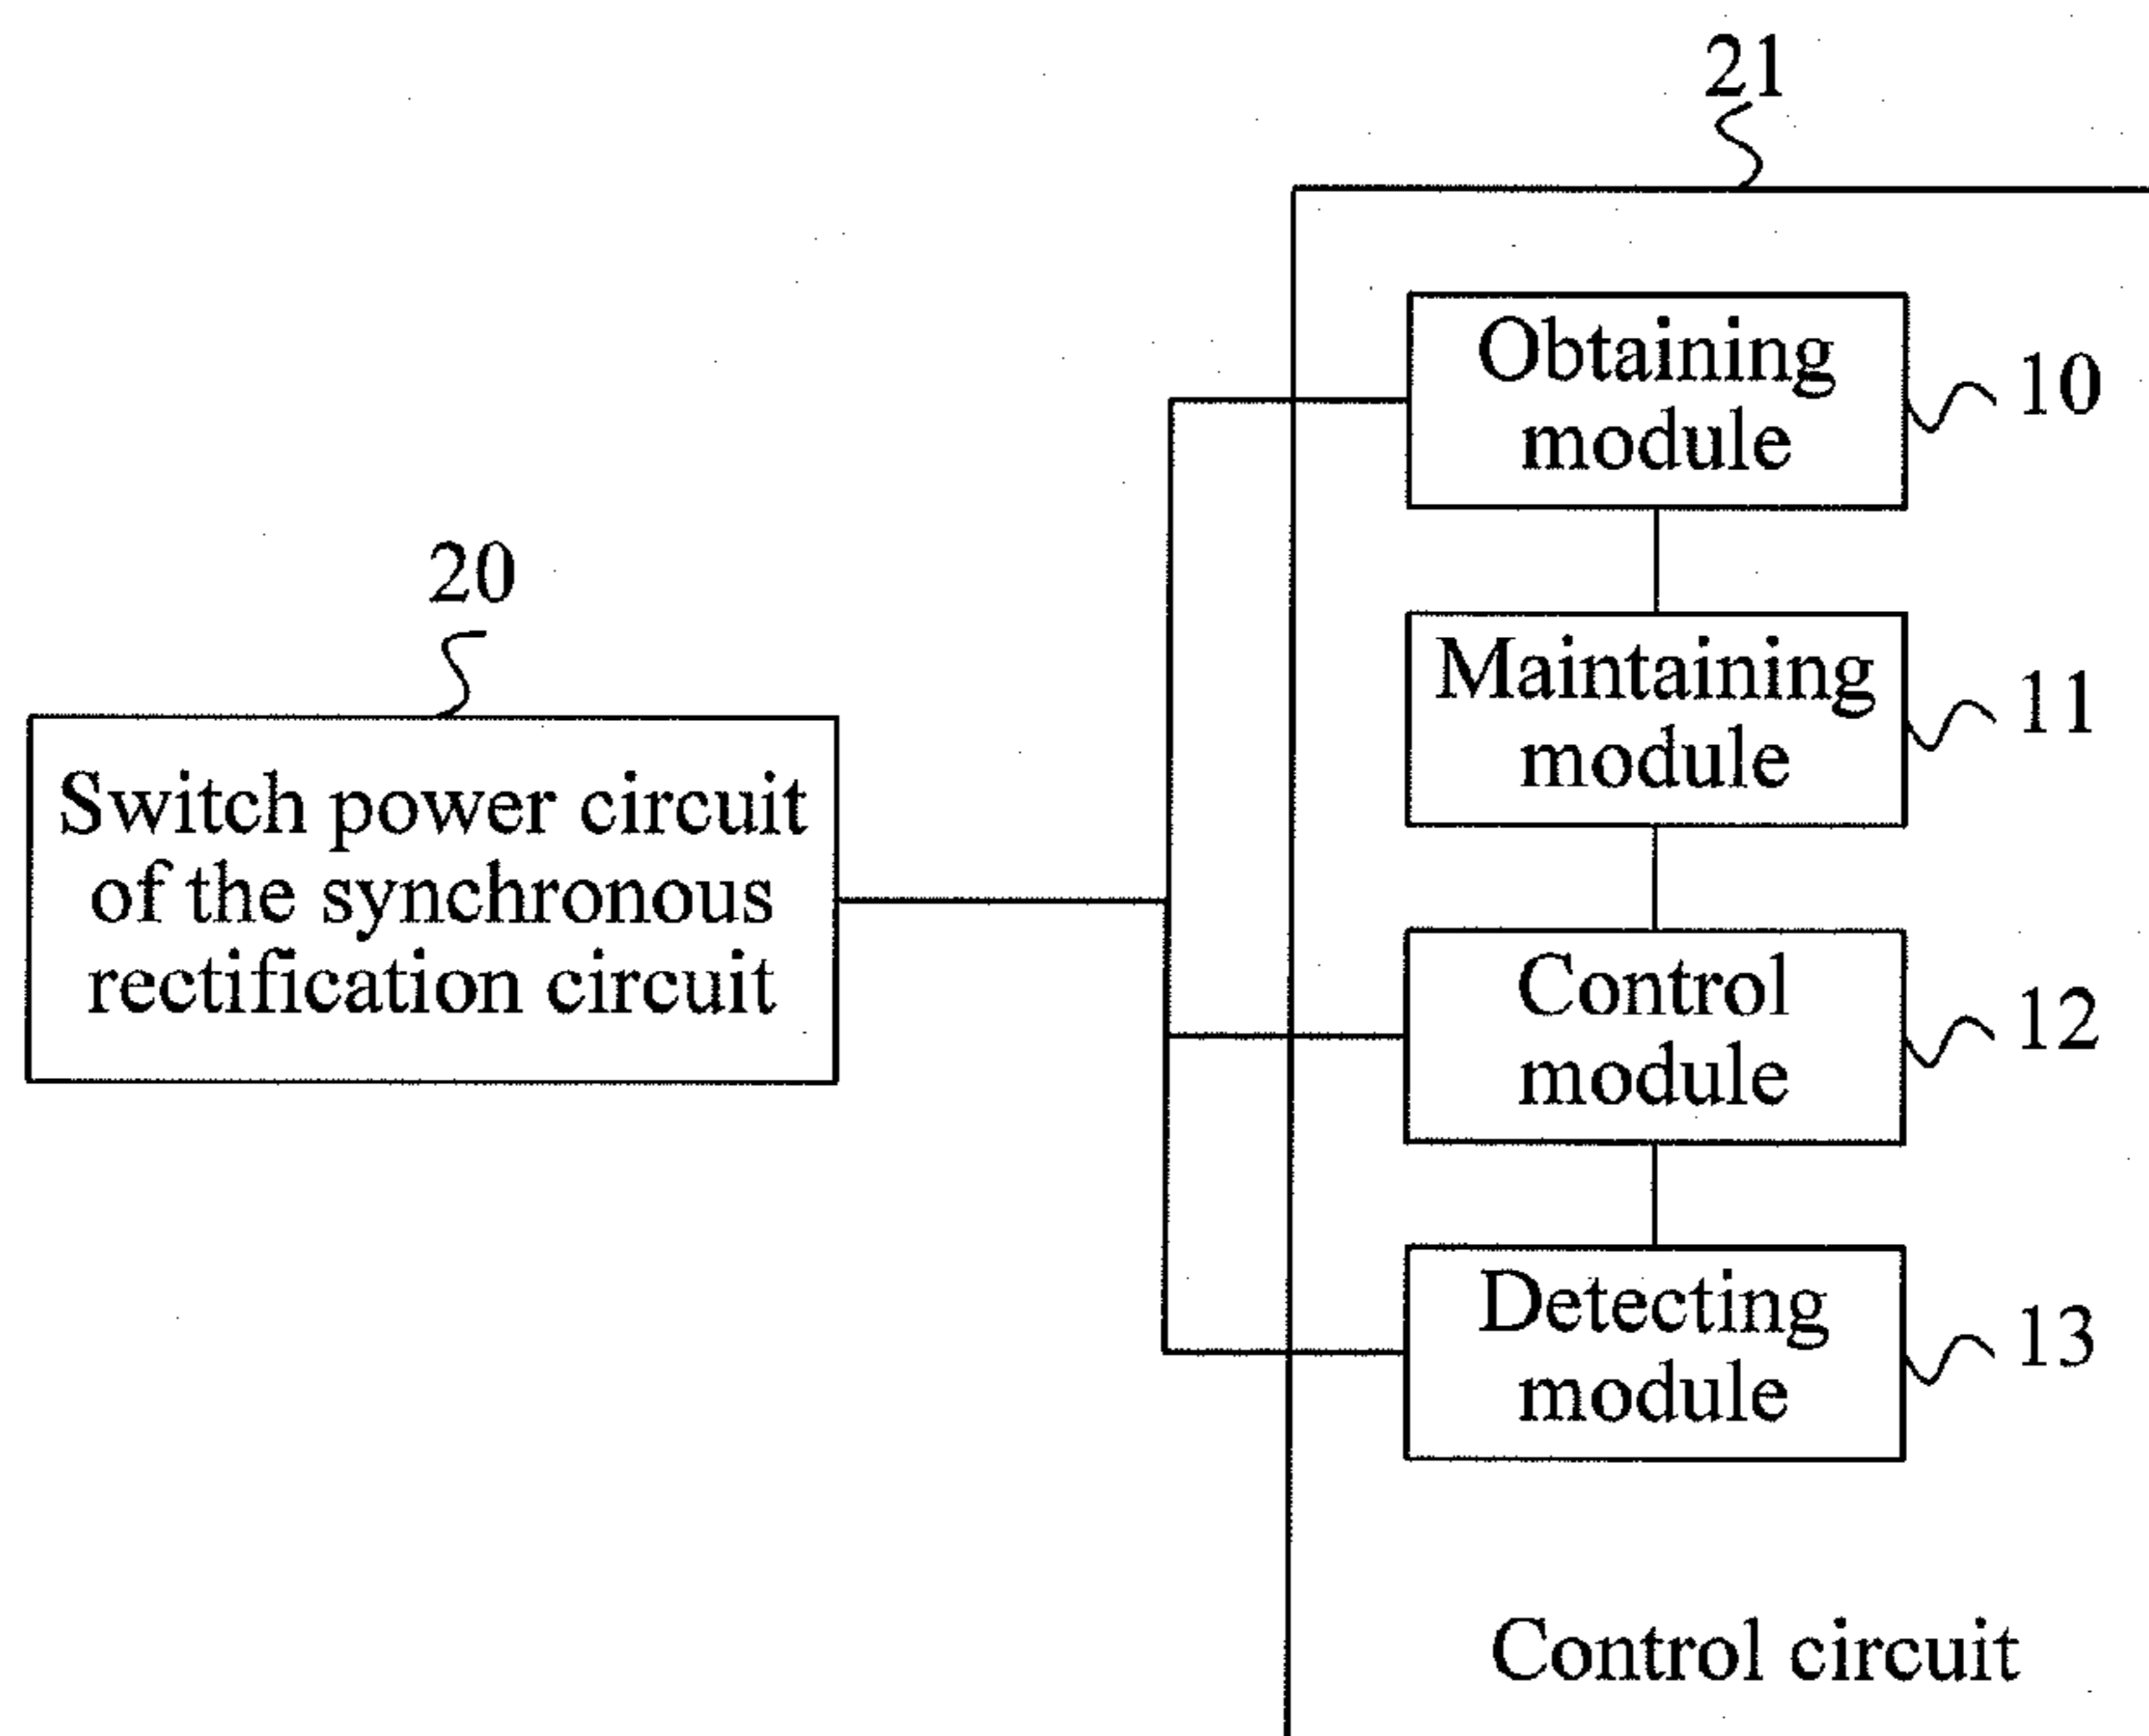 21
Obtaining
module
10
20
Maintaining
module
11
Switch power circuit
of the synchronous
rectification circuit
Control
module
12
Detecting
module
13
Control circuit